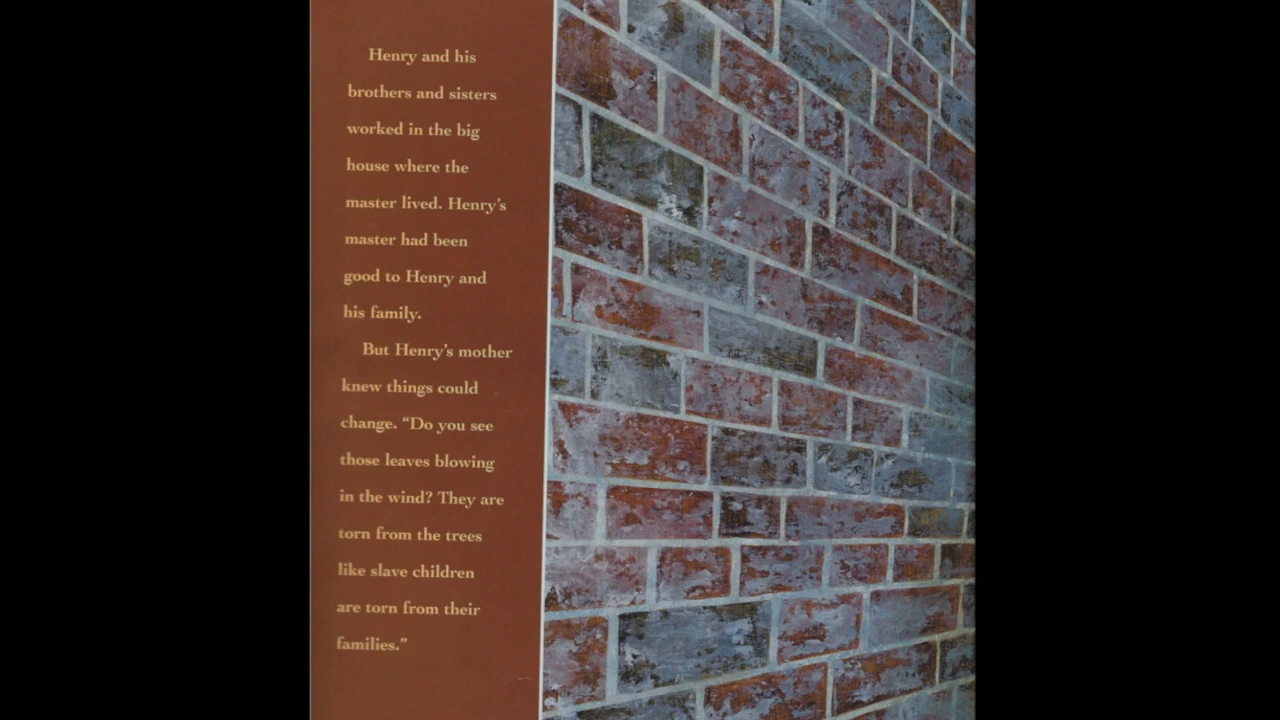 Henry and his
brothers and sisters
worked in the big
house where the
master lived. Henry's
master had been
good to Henry and
his family.
But Henry's mother
knew things could
change. "Do you see
those leaves blowing
in the wind? They are
torn from the trees
like slave children
are torn from their
families."